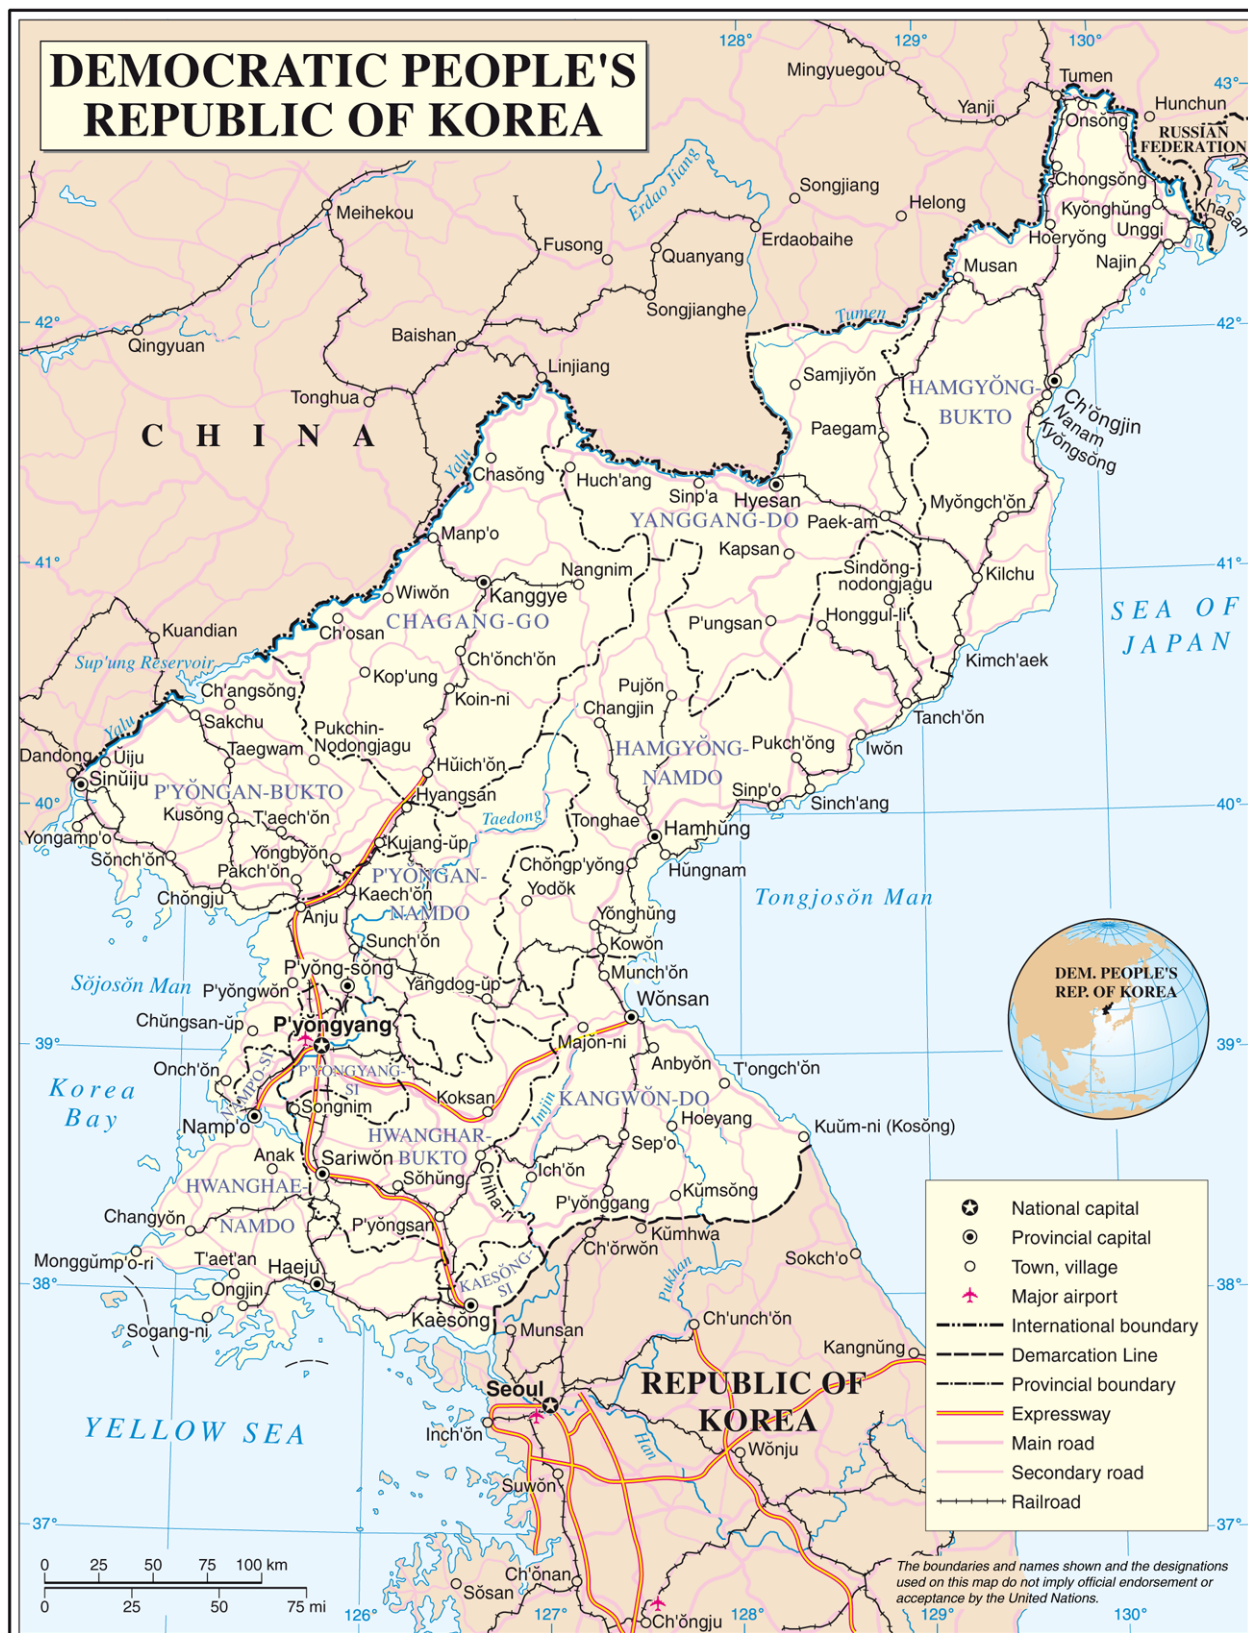 DEMOCRATIC PEOPLE'S
REPUBLIC OF KOREA
128°
129°
130°
43°
Mingyuegou
Tumen
Yanji
Hunchun
Onsŏng
RUSSIAN
FEDERATION
Erdao Jiang
Songjiang
Chongsŏng
Meihekou
Helong
Kyŏnghŭng
Khasan
Erdaobaihe
Hoeryŏng
Unggi
Fusong
Quanyang
Musan
Najin
Songjianghe
42°
Tumen
42°
Baishan
Qingyuan
Linjiang
Samjiyŏn
HAMGYŎNG-
BUKTO
Tonghua
Ch'ŏngjin
Nanam
Kyŏngsŏng
CHINA
Paegam
Yalu
Chasŏng
Huch'ang
Sinp'a
Hyesan
Myŏngch'ŏn
YANGGANG-DO
Paek-am
Manp'o
Kapsan
41°
Nangnim
Sindŏng-
nodongjagu
Kilchu
41°
Wiwŏn
Kanggye
Honggul-li
SEA OF
JAPAN
Ch'osan
CHAGANG-GO
P'ungsan
Kuandian
Sup'ung Reservoir
Ch'ŏnch'ŏn
Kimch'aek
Kop'ung
Ch'angsŏng
Koin-ni
Pujŏn
Sakchu
Changjin
Tanch'ŏn
Yalu
Pukchin-
Nodongjagu
Dandong
Ŭiju
Taegwam
HAMGYŎNG-
NAMDO
Pukch'ŏng
Iwŏn
Sinŭiju
Hŭich'ŏn
P'YŎNGAN-BUKTO
Hyangsan
Sinp'o
Sinch'ang
40°
40°
Kusŏng
T'aech'ŏn
Taedong
Tonghae
Hamhŭng
Yongamp'o
Kujang-ŭp
Sŏnch'ŏn
Yŏngbyŏn
Chŏngp'yŏng
Hŭngnam
Pakch'ŏn
P'YŎNGAN-
NAMDO
Yodŏk
Chŏngju
Kaech'ŏn
Tongjosŏn Man
Anju
Yŏnghŭng
Sunch'ŏn
Kowŏn
P'yŏng-sŏng
Munch'ŏn
DEM. PEOPLE'S
REP. OF KOREA
Sŏjosŏn Man
P'yŏngwŏn
Yangdog-ŭp
Wŏnsan
Chŭngsan-ŭp
P'yŏngyang
Majŏn-ni
39°
39°
Anbyŏn
Onch'ŏn
NAMPO-SI
P'YŎNGYANG-
SI
T'ongch'ŏn
Korea
Bay
Koksan
Imjin
KANGWŎN-DO
Songnim
Namp'o
Hoeyang
Kuŭm-ni (Kosŏng)
HWANGHAR-
BUKTO
Sep'o
Anak
Sariwŏn
Chiha-ri
Ich'ŏn
HWANGHAE-
NAMDO
Sŏhŭng
P'yŏnggang
Kŭmsŏng
Changyŏn
P'yŏngsan
Kŭmhwa
Ch'ŏrwŏn
Sokch'o
Monggŭmp'o-ri
T'aet'an
Haeju
KAESŎNG-
SI
Pukhan
38°
38°
Ongjin
Kaesŏng
Sogang-ni
Munsan
Ch'unch'ŏn
Kangnŭng
Seoul
REPUBLIC OF
KOREA
YELLOW SEA
Inch'ŏn
Han
Wŏnju
Suwŏn
37°
37°
Ch'ŏnan
Sŏsan
Ch'ŏngju
126°
127°
128°
129°
130°
National capital
Provincial capital
Town, village
Major airport
International boundary
Demarcation Line
Provincial boundary
Expressway
Main road
Secondary road
Railroad
0 25 50 75 100 km
0 25 50 75 mi
The boundaries and names shown and the designations
used on this map do not imply official endorsement or
acceptance by the United Nations.